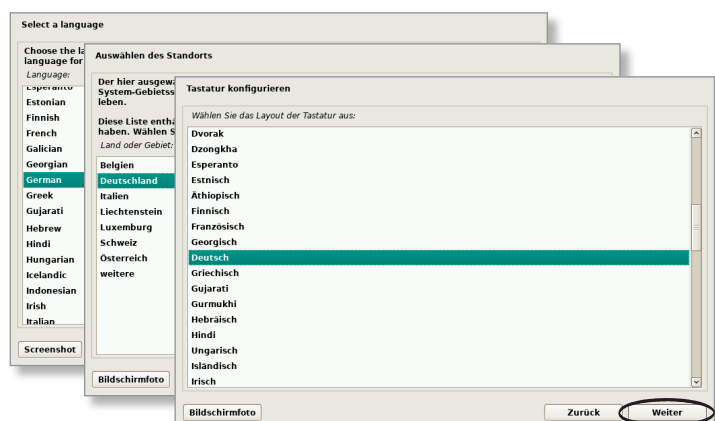 Select a language
Choose the la
language for
Language:
Esperanto
Estonian
Finnish
French
Galician
Georgian
German
Greek
Gujarati
Hebrew
Hindi
Hungarian
Icelandic
Indonesian
Irish
Italian
Screenshot
Auswählen des Standorts
Der hier ausgewä
System-Gebietss
leben.
Diese Liste enthä
haben. Wählen S
Land oder Gebiet:
Belgien
Deutschland
Italien
Liechtenstein
Luxemburg
Schweiz
Österreich
weitere
Bildschirmfoto
Tastatur konfigurieren
Wählen Sie das Layout der Tastatur aus:
Dvorak
Dzongkha
Esperanto
Estnisch
Äthiopisch
Finnisch
Französisch
Georgisch
Deutsch
Griechisch
Gujarati
Gurmukhi
Hebräisch
Hindi
Ungarisch
Isländisch
Irisch
Bildschirmfoto
Zurück
Weiter